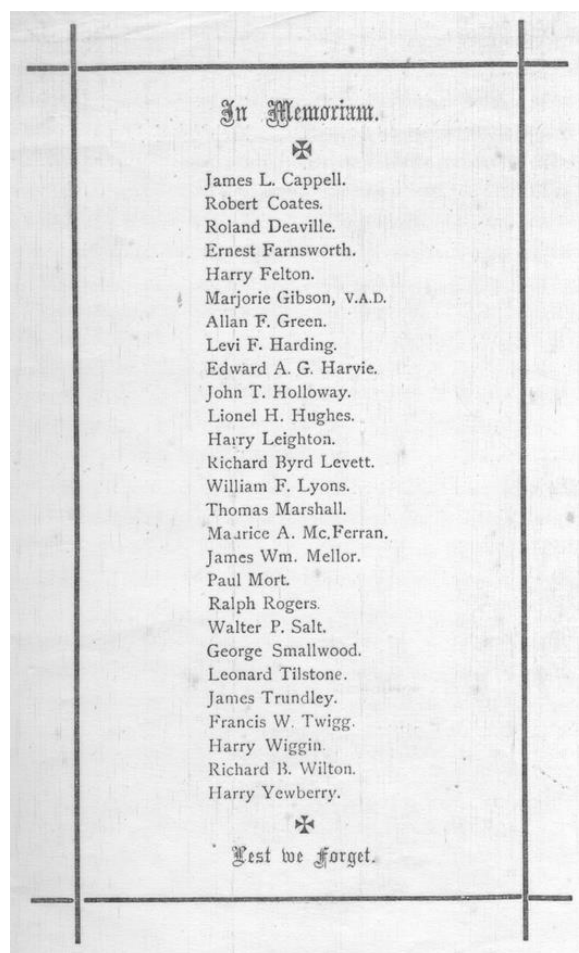 In Memoriam.
James L. Cappell.
Robert Coates.
Roland Deaville.
Ernest Farnsworth.
Harry Felton.
Marjorie Gibson, V.A.D.
Allan F. Green.
Levi F. Harding.
Edward A. G. Harvie.
John T. Holloway.
Lionel H. Hughes.
Harry Leighton.
Richard Byrd Levett.
William F. Lyons.
Thomas Marshall.
Maurice A. Mc.Ferran.
James Wm. Mellor.
Paul Mort.
Ralph Rogers.
Walter P. Salt.
George Smallwood.
Leonard Tilstone.
James Trundley.
Francis W. Twigg.
Harry Wiggin
Richard B. Wilton.
Harry Yewberry.
Lest we Forget.